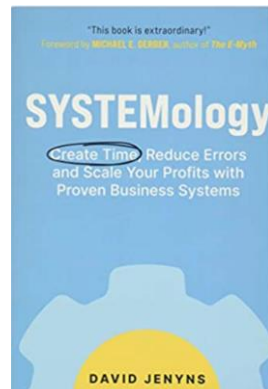 "This book is extraordinary!"
Foreword by MICHAEL E. GERBER, author of The E-Myth
SYSTEMology
Create Time, Reduce Errors
and Scale Your Profits with
Proven Business Systems
DAVID JENYNS